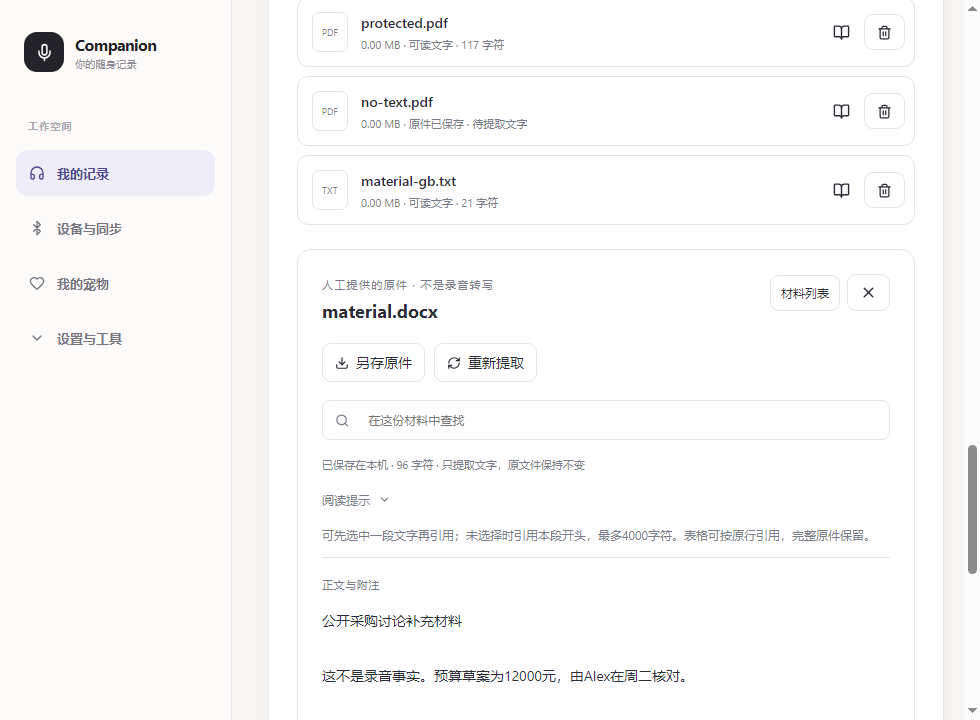 Companion
你的随身记录
工作空间
我的记录
设备与同步
我的宠物
设置与工具
PDF
protected.pdf
0.00 MB · 可读文字 · 117 字符
PDF
no-text.pdf
0.00 MB · 原件已保存 · 待提取文字
TXT
material-gb.txt
0.00 MB · 可读文字 · 21 字符
人工提供的原件 · 不是录音转写
material.docx
材料列表
另存原件
重新提取
在这份材料中查找
已保存在本机 · 96 字符 · 只提取文字，原文件保持不变
阅读提示
可先选中一段文字再引用；未选择时引用本段开头，最多4000字符。表格可按原行引用，完整原件保留。
正文与附注
公开采购讨论补充材料
这不是录音事实。预算草案为12000元，由Alex在周二核对。